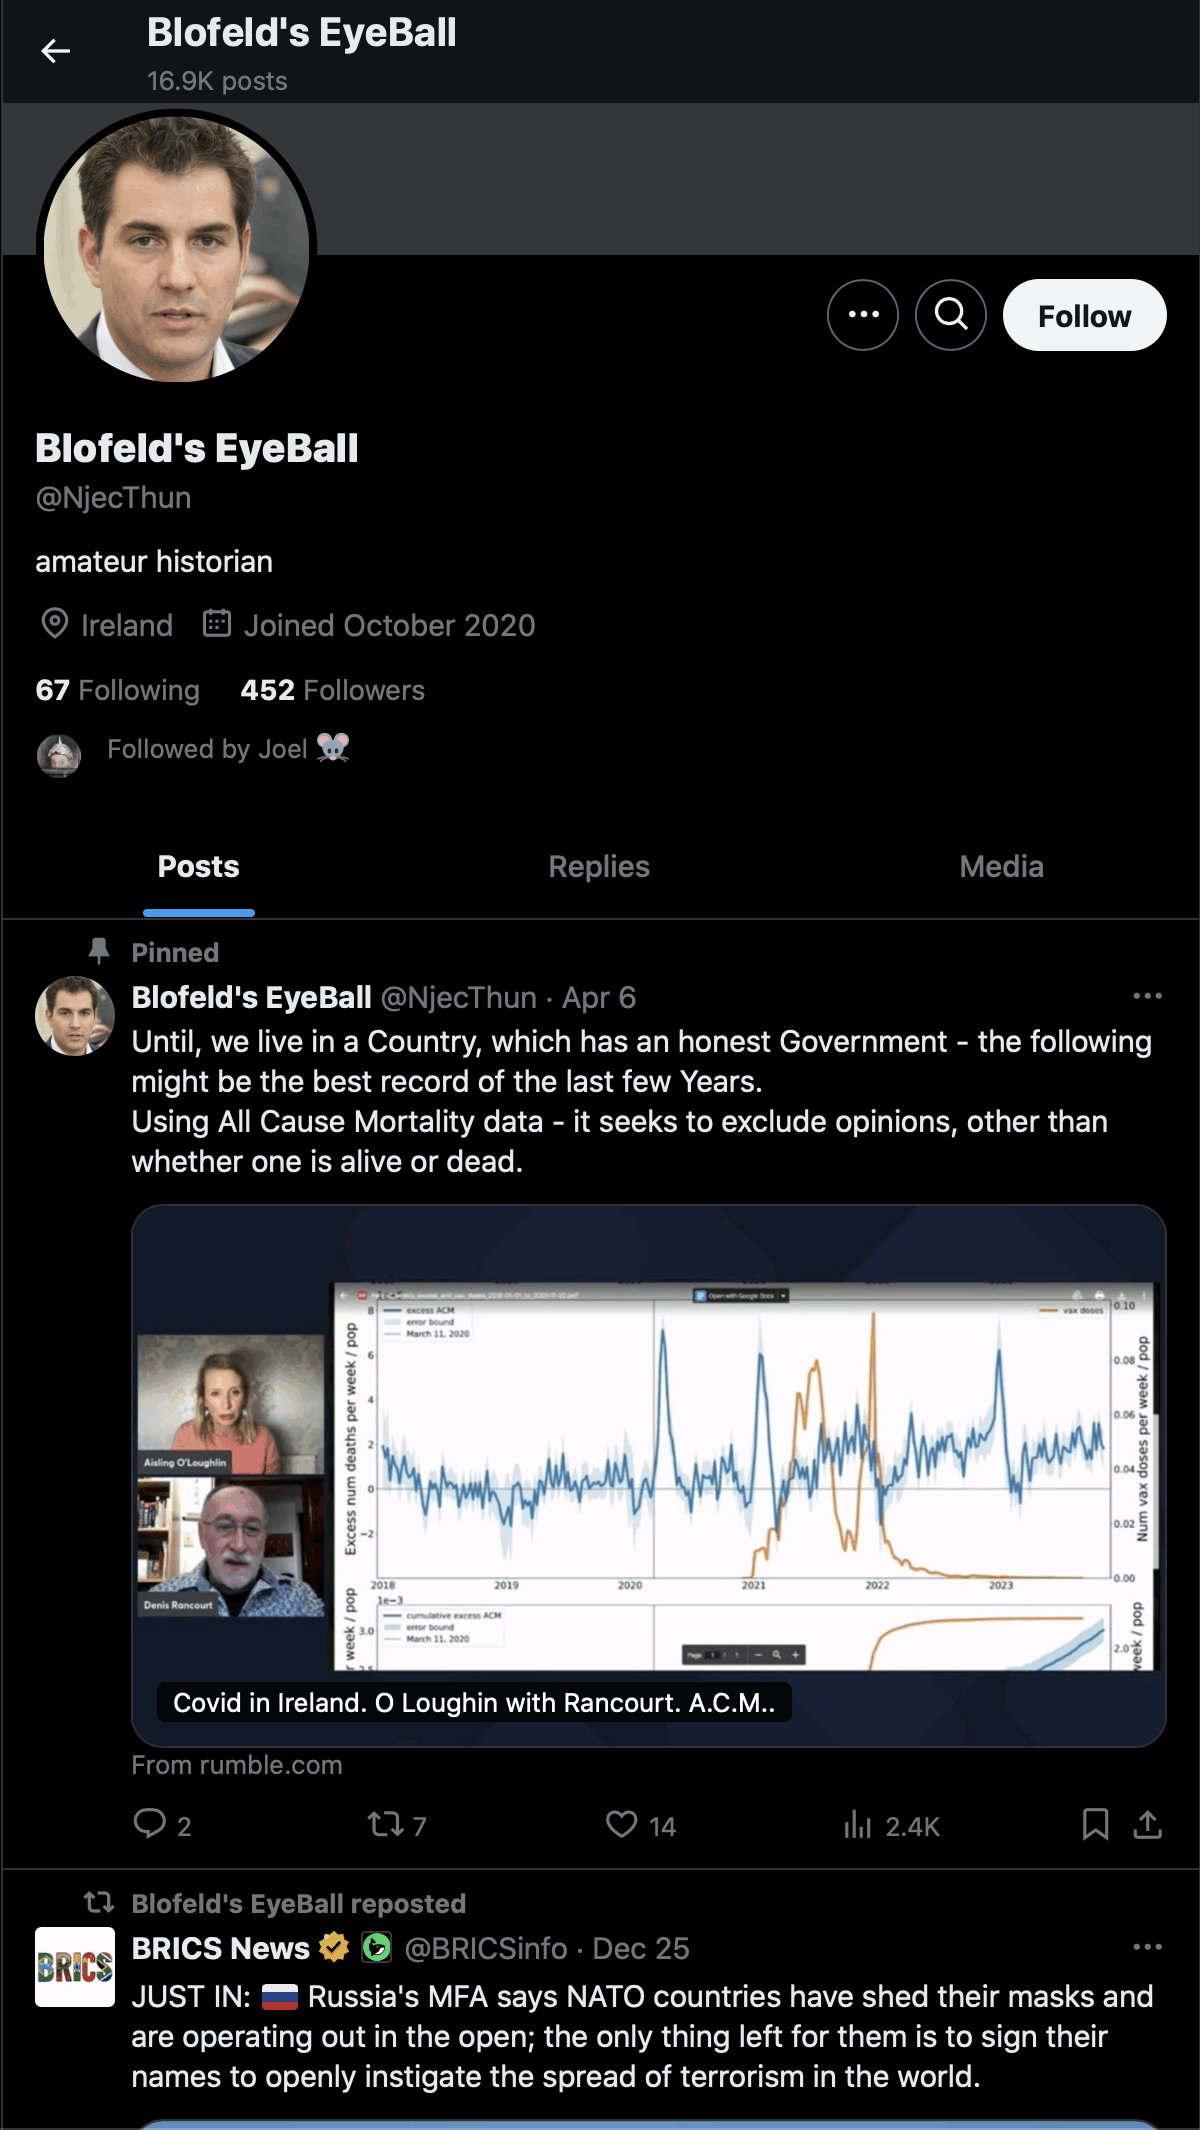 Blofeld's EyeBall
16.9K posts
Follow
Blofeld's EyeBall
@NjecThun
amateur historian
Ireland Joined October 2020
67 Following 452 Followers
Followed by Joel 🐭
Posts Replies Media
Pinned
Blofeld's EyeBall @NjecThun · Apr 6
Until, we live in a Country, which has an honest Government - the following
might be the best record of the last few Years.
Using All Cause Mortality data - it seeks to exclude opinions, other than
whether one is alive or dead.
Open with Google Docs
8
6
4
2
0
−2
Excess num deaths per week / pop
excess ACM
error bound
March 11, 2020
vax doses
0.10
0.08
0.06
0.04
0.02
0.00
Num vax doses per week / pop
2018 2019 2020 2021 2022 2023
Aisling O'Loughlin
Denis Rancourt
1e−3
3.0
cumulative excess ACM
error bound
March 11, 2020
week / pop
2.0
week / pop
Page 1 / 1
Covid in Ireland. O Loughin with Rancourt. A.C.M..
From rumble.com
2 7 14 2.4K
Blofeld's EyeBall reposted
BRICS
BRICS News @BRICSinfo · Dec 25
JUST IN: 🇷🇺 Russia's MFA says NATO countries have shed their masks and
are operating out in the open; the only thing left for them is to sign their
names to openly instigate the spread of terrorism in the world.